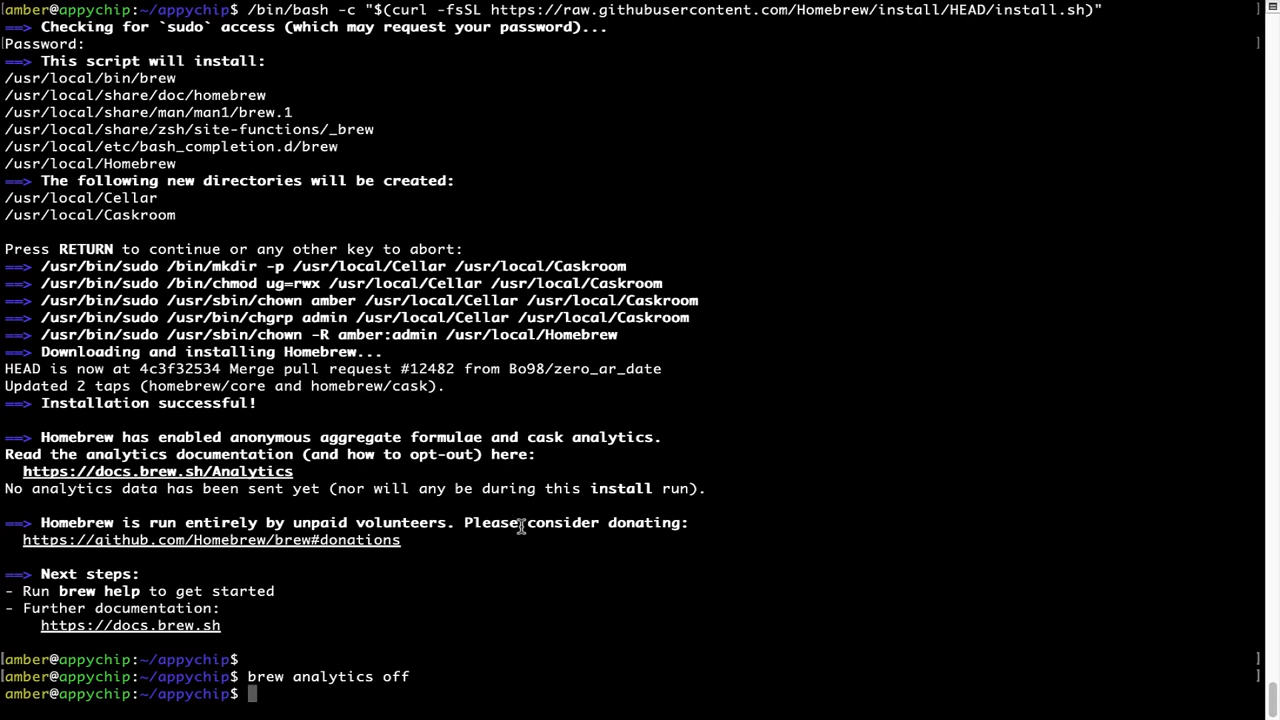 [amber@appychip:~/appychip$ /bin/bash -c "$(curl -fsSL https://raw.githubusercontent.com/Homebrew/install/HEAD/install.sh)" ]
==> Checking for `sudo` access (which may request your password)...
[Password: ]
==> This script will install:
/usr/local/bin/brew
/usr/local/share/doc/homebrew
/usr/local/share/man/man1/brew.1
/usr/local/share/zsh/site-functions/_brew
/usr/local/etc/bash_completion.d/brew
/usr/local/Homebrew
==> The following new directories will be created:
/usr/local/Cellar
/usr/local/Caskroom

Press RETURN to continue or any other key to abort:
==> /usr/bin/sudo /bin/mkdir -p /usr/local/Cellar /usr/local/Caskroom
==> /usr/bin/sudo /bin/chmod ug=rwx /usr/local/Cellar /usr/local/Caskroom
==> /usr/bin/sudo /usr/sbin/chown amber /usr/local/Cellar /usr/local/Caskroom
==> /usr/bin/sudo /usr/bin/chgrp admin /usr/local/Cellar /usr/local/Caskroom
==> /usr/bin/sudo /usr/sbin/chown -R amber:admin /usr/local/Homebrew
==> Downloading and installing Homebrew...
HEAD is now at 4c3f32534 Merge pull request #12482 from Bo98/zero_ar_date
Updated 2 taps (homebrew/core and homebrew/cask).
==> Installation successful!

==> Homebrew has enabled anonymous aggregate formulae and cask analytics.
Read the analytics documentation (and how to opt-out) here:
  https://docs.brew.sh/Analytics
No analytics data has been sent yet (nor will any be during this install run).

==> Homebrew is run entirely by unpaid volunteers. Please consider donating:
  https://github.com/Homebrew/brew#donations

==> Next steps:
- Run brew help to get started
- Further documentation:
    https://docs.brew.sh

[amber@appychip:~/appychip$ ]
[amber@appychip:~/appychip$ brew analytics off ]
amber@appychip:~/appychip$